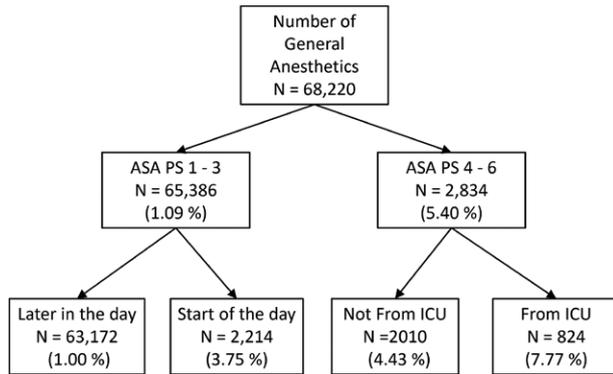 Number of
General
Anesthetics
N = 68,220
ASA PS 1 - 3
N = 65,386
(1.09 %)
ASA PS 4 - 6
N = 2,834
(5.40 %)
Later in the day
N = 63,172
(1.00 %)
Start of the day
N = 2,214
(3.75 %)
Not From ICU
N =2010
(4.43 %)
From ICU
N = 824
(7.77 %)